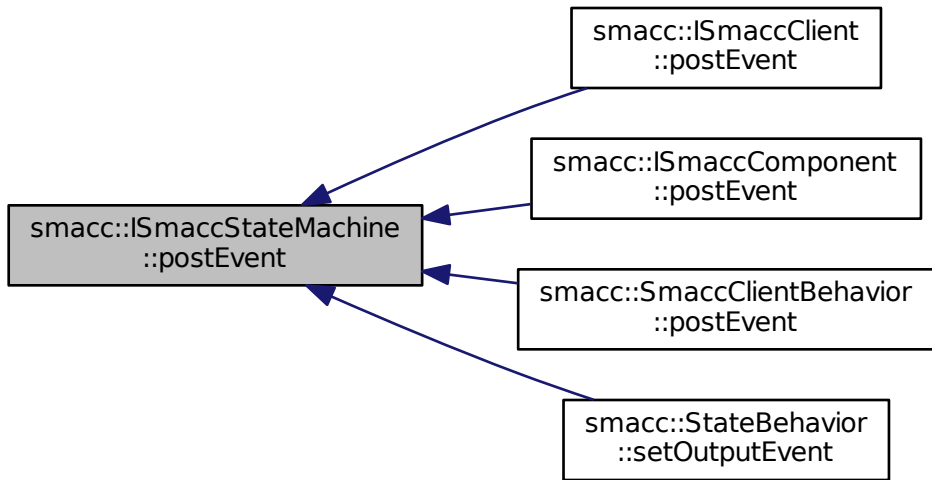 smacc::ISmaccClient
::postEvent
smacc::ISmaccComponent
::postEvent
smacc::ISmaccStateMachine
::postEvent
smacc::SmaccClientBehavior
::postEvent
smacc::StateBehavior
::setOutputEvent